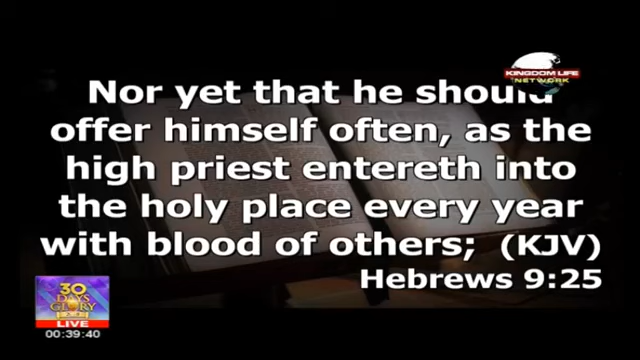 KINGDOM LIFE
NETWORK
Nor yet that he should
offer himself often, as the
high priest entereth into
the holy place every year
with blood of others; (KJV)
Hebrews 9:25
30
DAYS
GLORY
LIVE
00:39:40